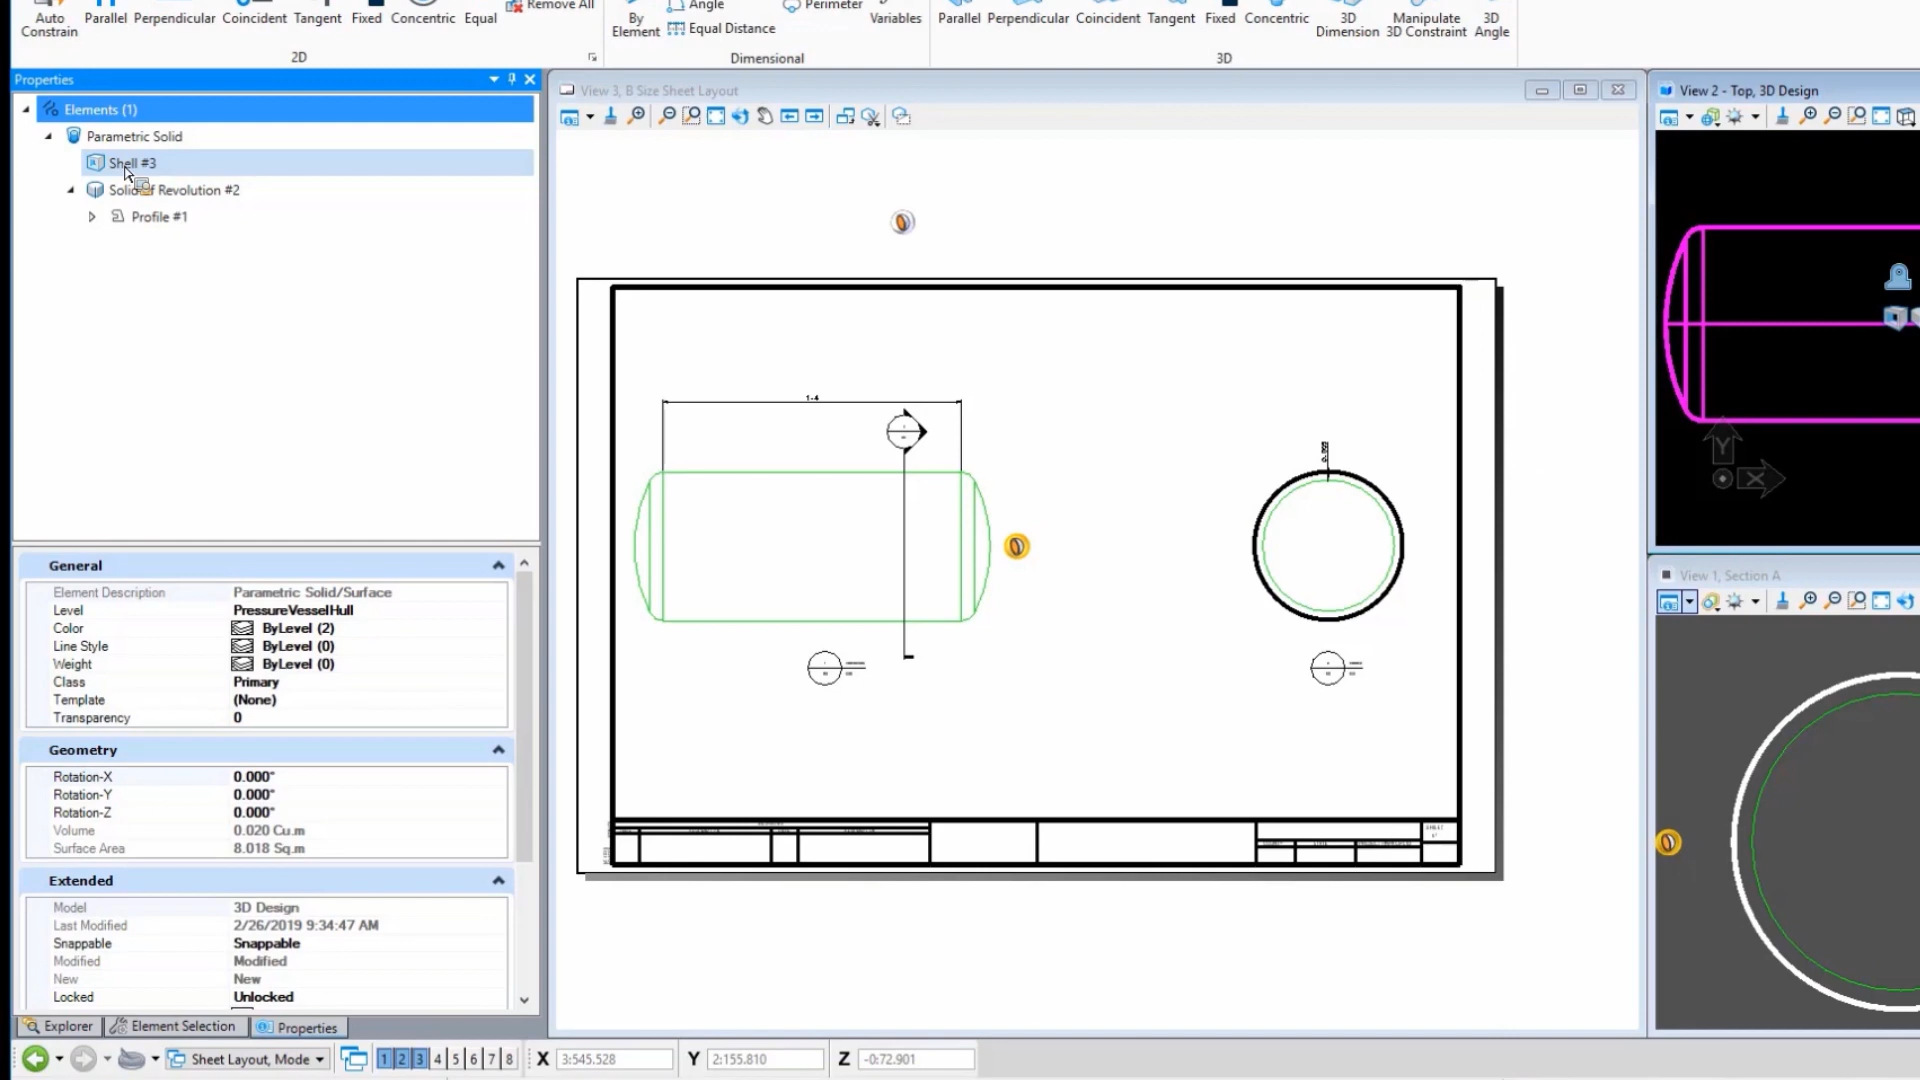 Remove All
Angle
Perimeter
Auto Constrain
Parallel
Perpendicular
Coincident
Tangent
Fixed
Concentric
Equal
By Element
Equal Distance
Variables
Parallel
Perpendicular
Coincident
Tangent
Fixed
Concentric
3D Dimension
Manipulate 3D Constraint
3D Angle
2D
Dimensional
3D
Properties
Elements (1)
Parametric Solid
Shell #3
Solid of Revolution #2
Profile #1
View 3, B Size Sheet Layout
1-4
View 2 - Top, 3D Design
Y
X
View 1, Section A
General
Element Description Parametric Solid/Surface
Level PressureVesselHull
Color ByLevel (2)
Line Style ByLevel (0)
Weight ByLevel (0)
Class Primary
Template (None)
Transparency 0
Geometry
Rotation-X 0.000°
Rotation-Y 0.000°
Rotation-Z 0.000°
Volume 0.020 Cu.m
Surface Area 8.018 Sq.m
Extended
Model 3D Design
Last Modified 2/26/2019 9:34:47 AM
Snappable Snappable
Modified Modified
New New
Locked Unlocked
Explorer
Element Selection
Properties
Sheet Layout, Mode
1 2 3 4 5 6 7 8
X 3:545.528
Y 2:155.810
Z -0:72.901